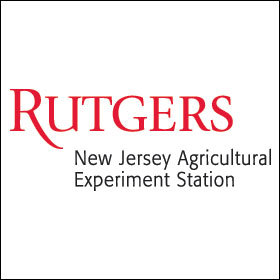 RUTGERS
New Jersey Agricultural
Experiment Station